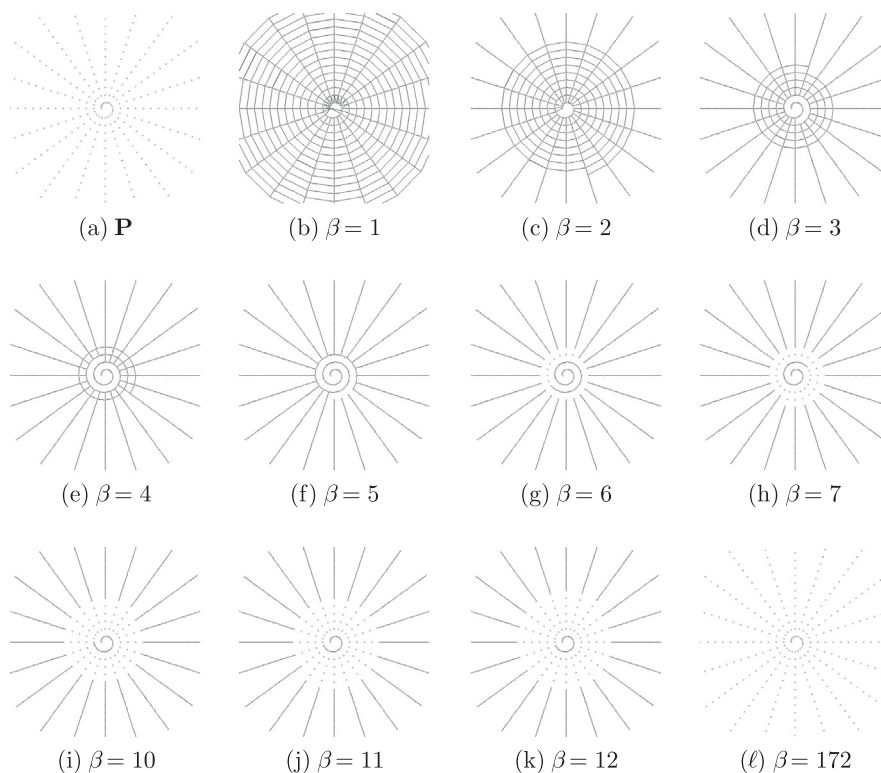 (a) P (b) β = 1 (c) β = 2 (d) β = 3
(e) β = 4 (f) β = 5 (g) β = 6 (h) β = 7
(i) β = 10 (j) β = 11 (k) β = 12 (ℓ) β = 172